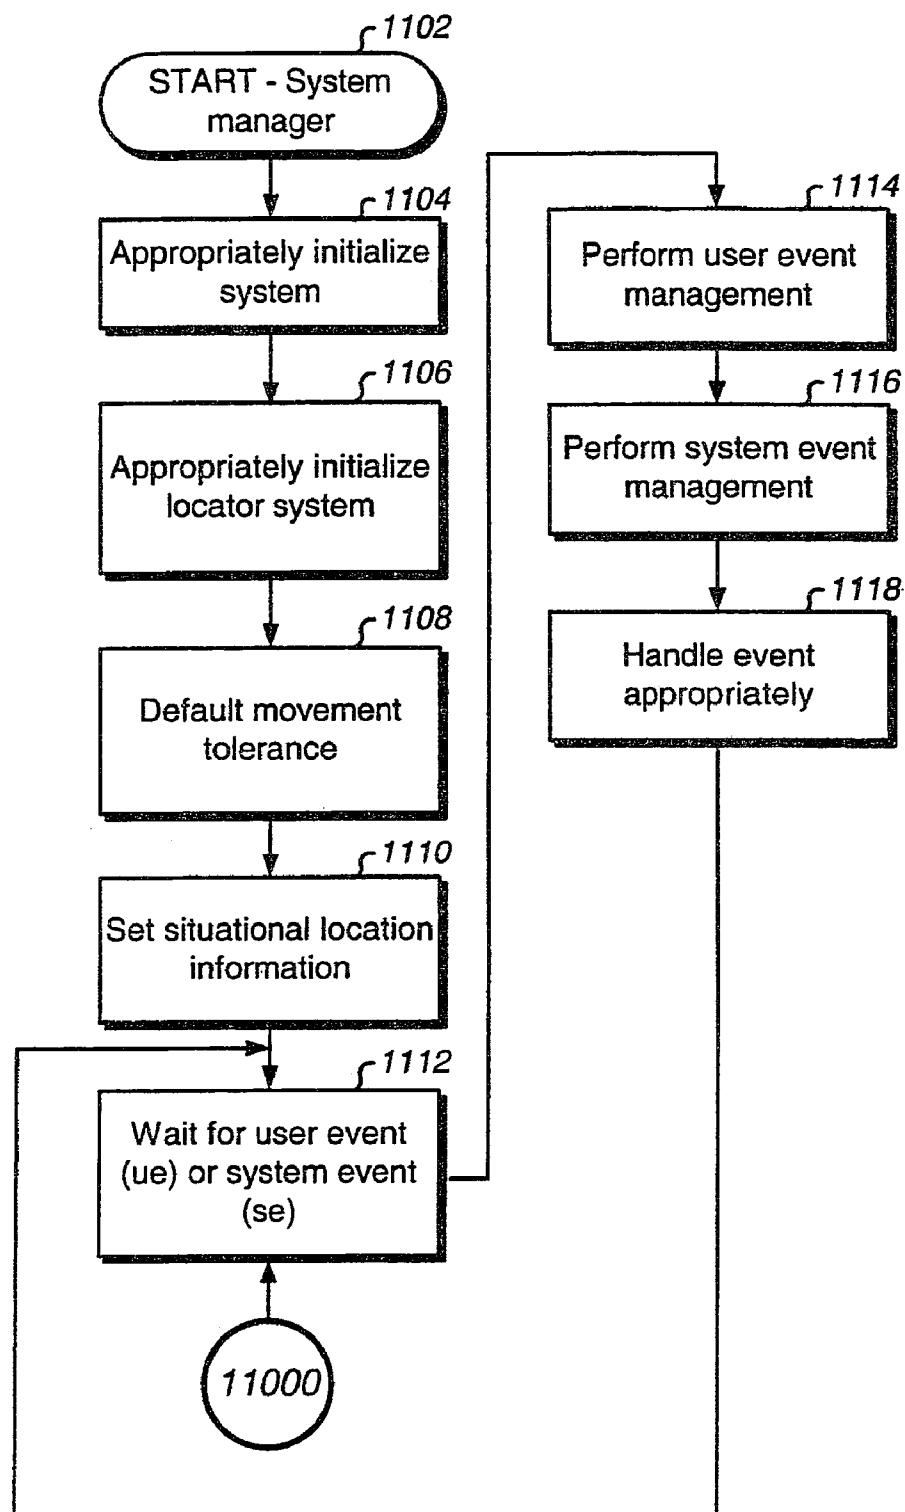 1102
START - System
manager
1104
Appropriately initialize
system
1106
Appropriately initialize
locator system
1108
Default movement
tolerance
1110
Set situational location
information
1112
Wait for user event
(ue) or system event
(se)
11000
1114
Perform user event
management
1116
Perform system event
management
1118
Handle event
appropriately